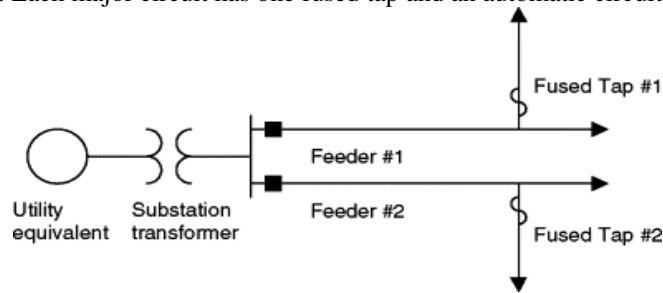 Each major circuit has one fused tap and an automatic circuit
Fused Tap #1
Feeder #1
Feeder #2
Utility
equivalent
Substation
transformer
Fused Tap #2